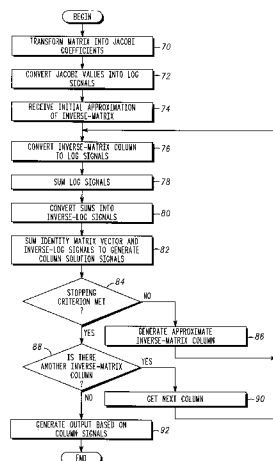 BEGIN
TRANSFORM MATRIX INTO JACOBI
COEFFICIENTS
70
CONVERT JACOBI VALUES INTO LOG
SIGNALS
72
RECEIVE INITIAL APPROXIMATION
OF INVERSE-MATRIX
74
CONVERT INVERSE-MATRIX COLUMN
TO LOG SIGNALS
76
SUM LOG SIGNALS
78
CONVERT SUMS INTO
INVERSE-LOG SIGNALS
80
SUM IDENTITY MATRIX VECTOR AND
INVERSE-LOG SIGNALS TO GENERATE
COLUMN SOLUTION SIGNALS
82
84
STOPPING
CRITERION MET
?
NO
YES
GENERATE APPROXIMATE
INVERSE-MATRIX COLUMN
86
88
IS THERE
ANOTHER INVERSE-MATRIX
COLUMN
?
YES
NO
GET NEXT COLUMN
90
GENERATE OUTPUT BASED ON
COLUMN SIGNALS
92
END